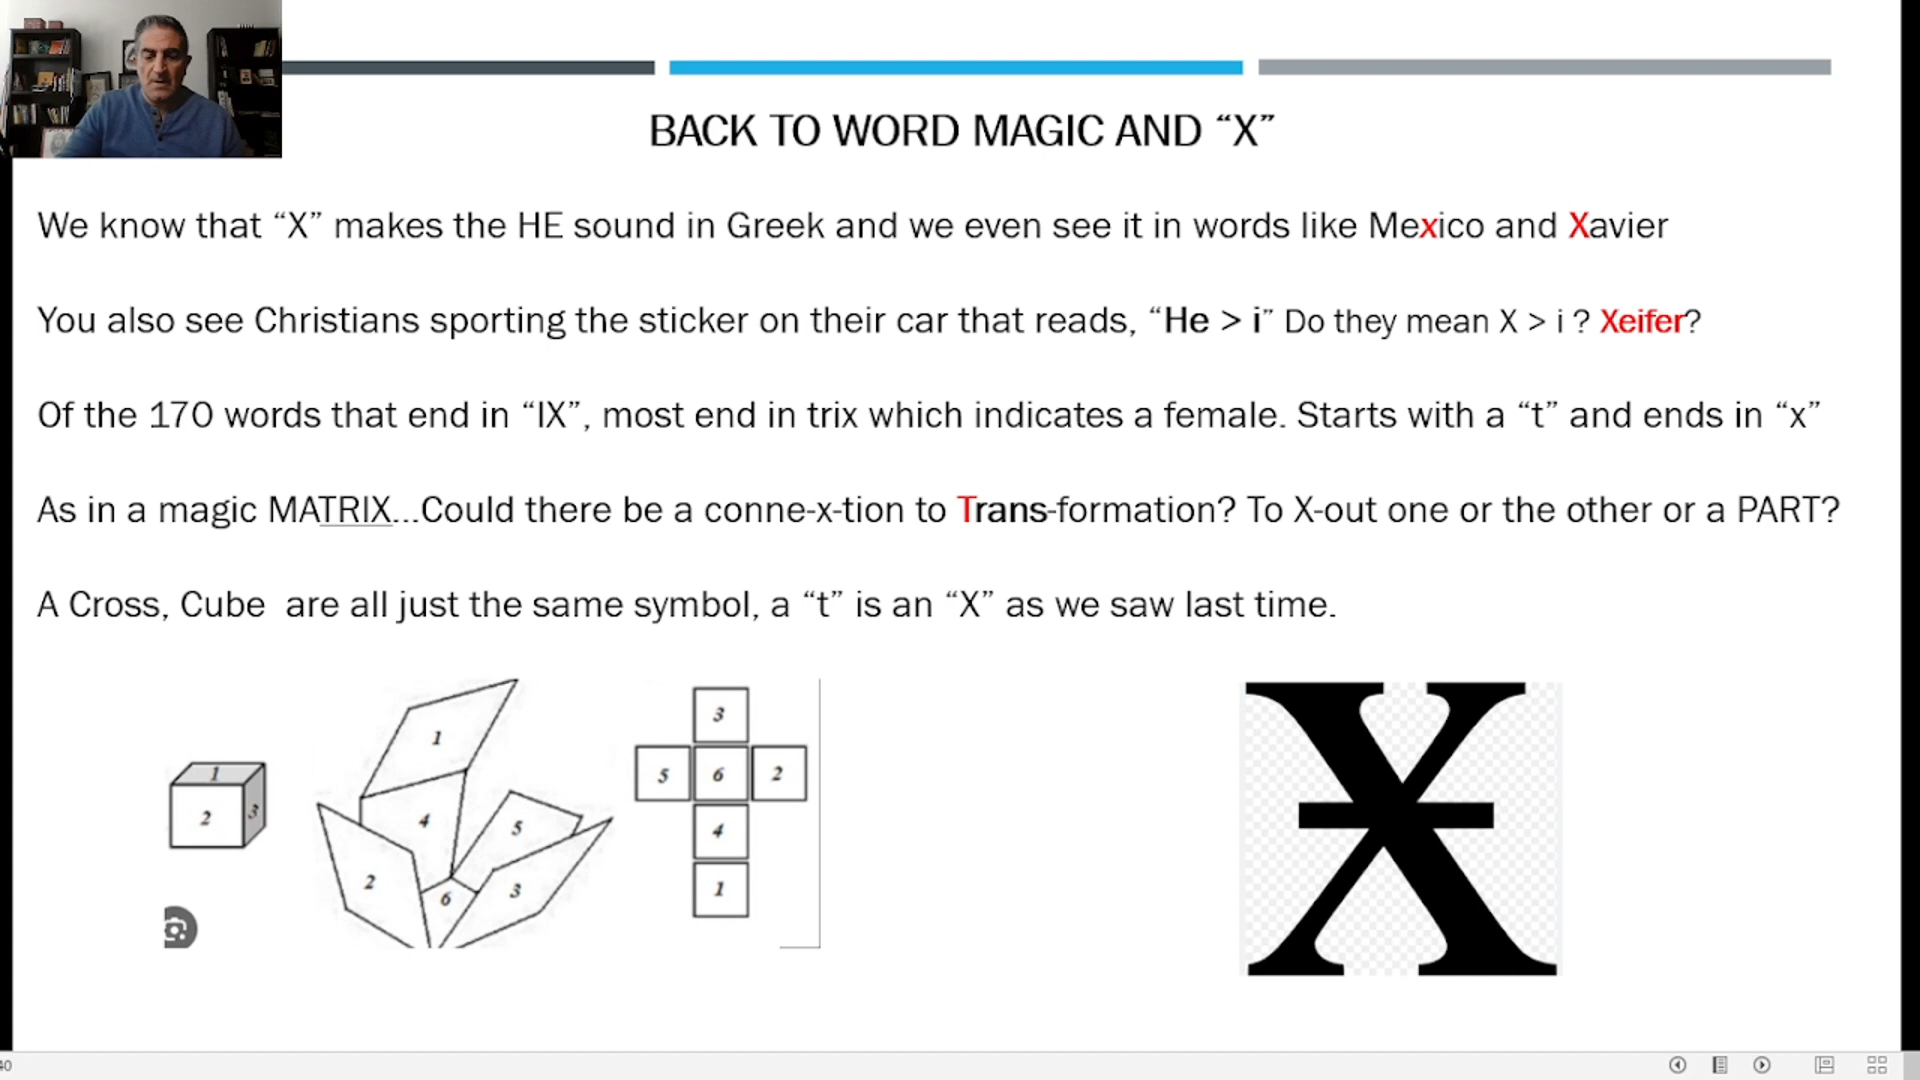 BACK TO WORD MAGIC AND “X”
We know that “X” makes the HE sound in Greek and we even see it in words like Mexico and Xavier
You also see Christians sporting the sticker on their car that reads, “He > i” Do they mean X > i ? Xeifer?
Of the 170 words that end in “IX”, most end in trix which indicates a female. Starts with a “t” and ends in “x”
As in a magic MATRIX...Could there be a conne-x-tion to Trans-formation? To X-out one or the other or a PART?
A Cross, Cube  are all just the same symbol, a “t” is an “X” as we saw last time.
1
2
3
1
4
5
2
6
3
3
5 6 2
4
1
X
40